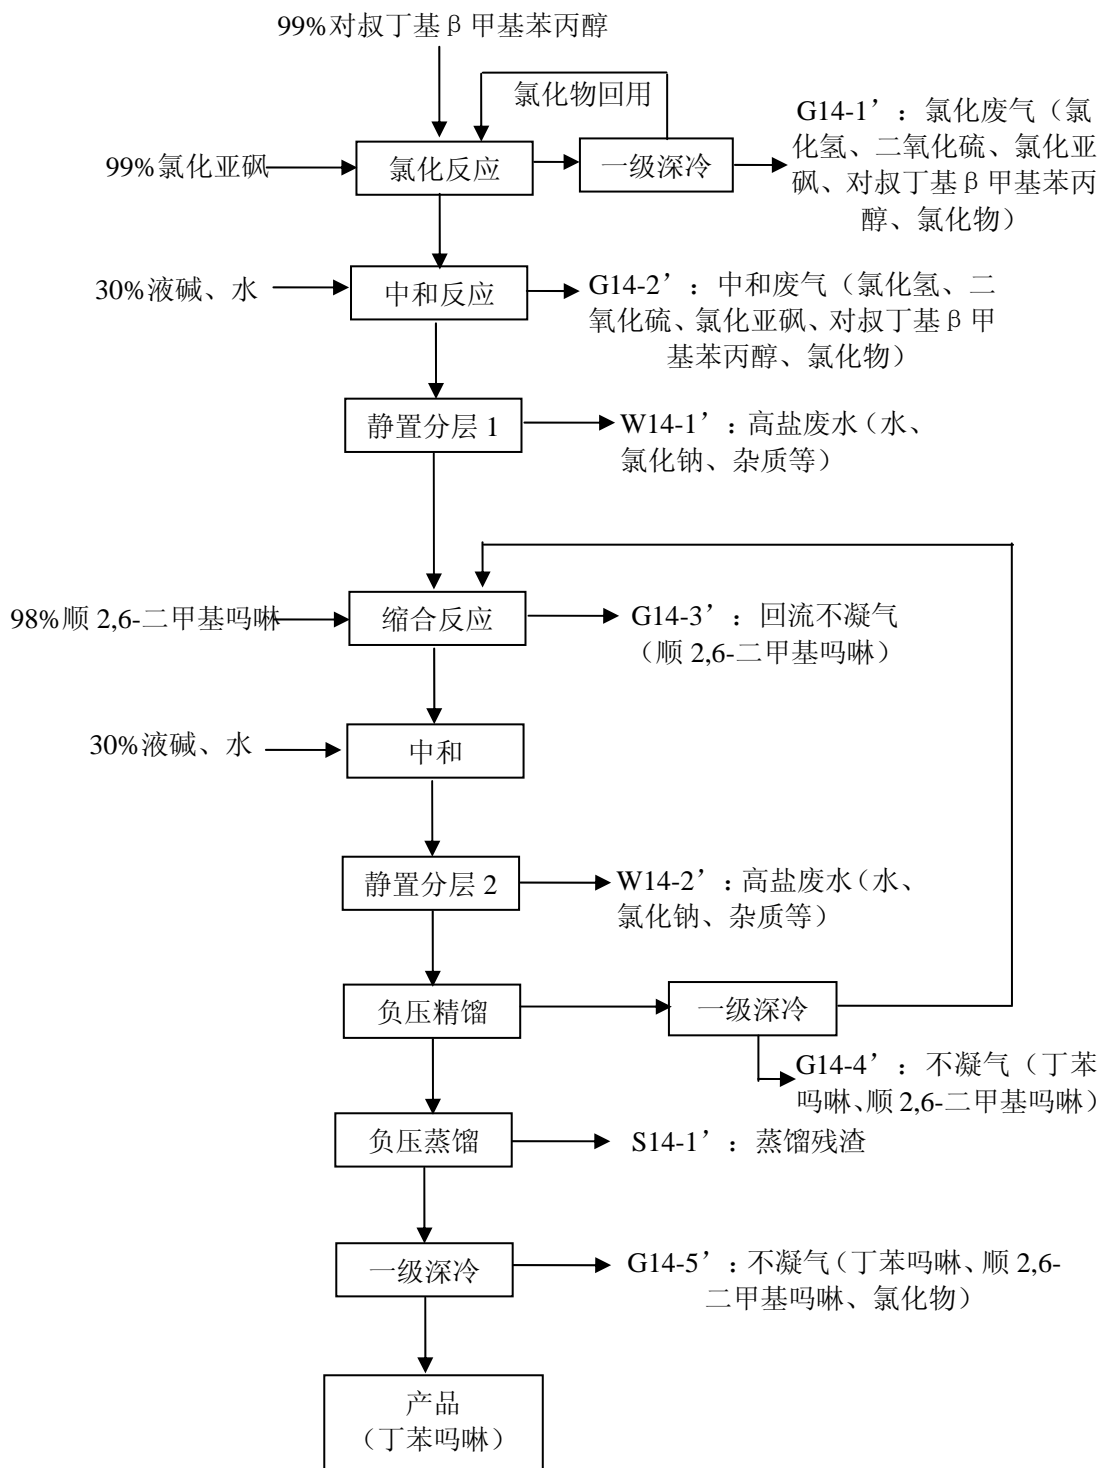 99%对叔丁基β甲基苯丙醇
氯化物回用
99%氯化亚砜
氯化反应
一级深冷
G14-1’：氯化废气（氯
化氢、二氧化硫、氯化亚
砜、对叔丁基β甲基苯丙
醇、氯化物）
30%液碱、水
中和反应
G14-2’：中和废气（氯化氢、二
氧化硫、氯化亚砜、对叔丁基β甲
基苯丙醇、氯化物）
静置分层 1
W14-1’：高盐废水（水、
氯化钠、杂质等）
98%顺 2,6-二甲基吗啉
缩合反应
G14-3’：回流不凝气
（顺 2,6-二甲基吗啉）
30%液碱、水
中和
静置分层 2
W14-2’：高盐废水（水、
氯化钠、杂质等）
负压精馏
一级深冷
G14-4’：不凝气（丁苯
吗啉、顺 2,6-二甲基吗啉）
负压蒸馏
S14-1’：蒸馏残渣
一级深冷
G14-5’：不凝气（丁苯吗啉、顺 2,6-
二甲基吗啉、氯化物）
产品
（丁苯吗啉）